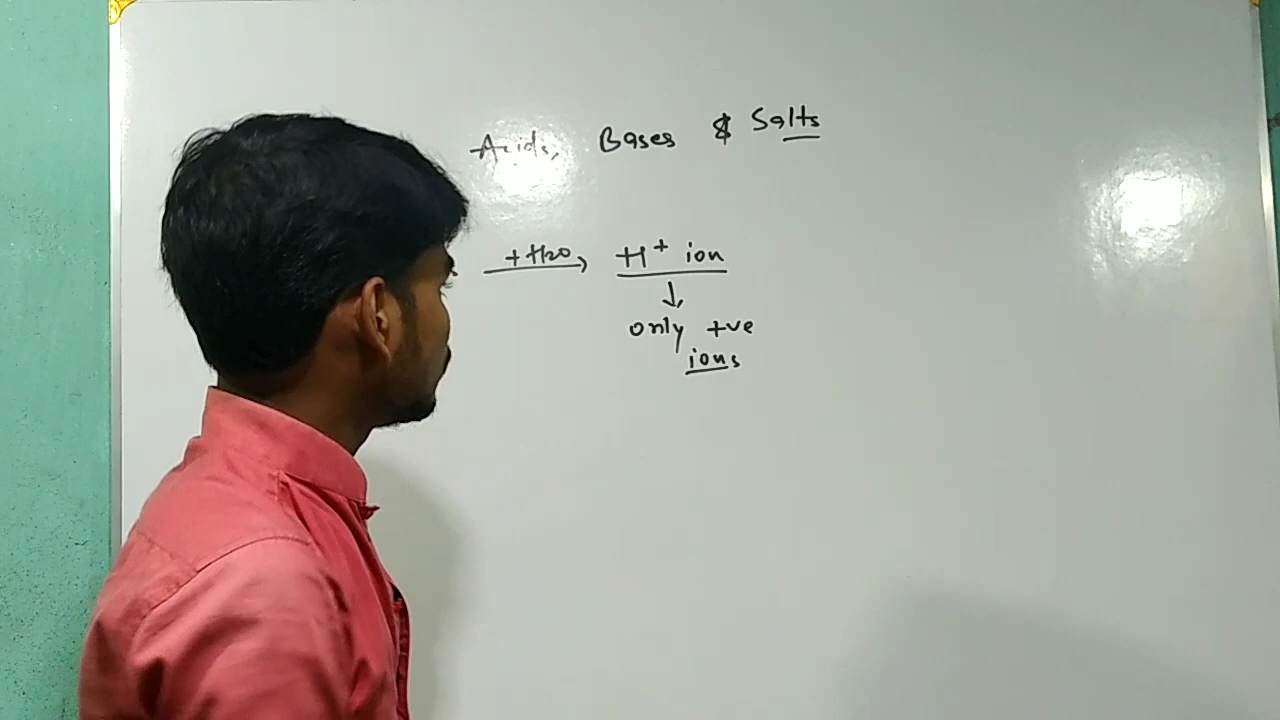 Acids, Bases & Salts
+ H2O → H+ ion
↓
only +ve
ions